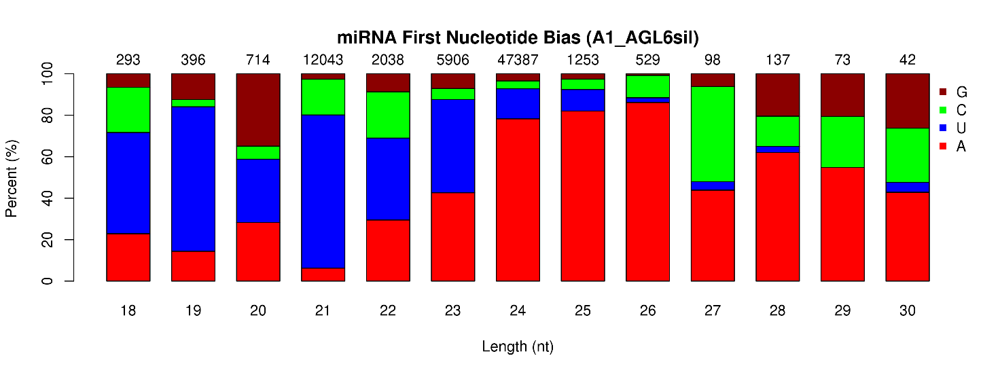 miRNA First Nucleotide Bias (A1_AGL6sil)
293 396 714 12043 2038 5906 47387 1253 529 98 137 73 42
100
80
60
40
20
0
Percent (%)
G
C
U
A
18 19 20 21 22 23 24 25 26 27 28 29 30
Length (nt)